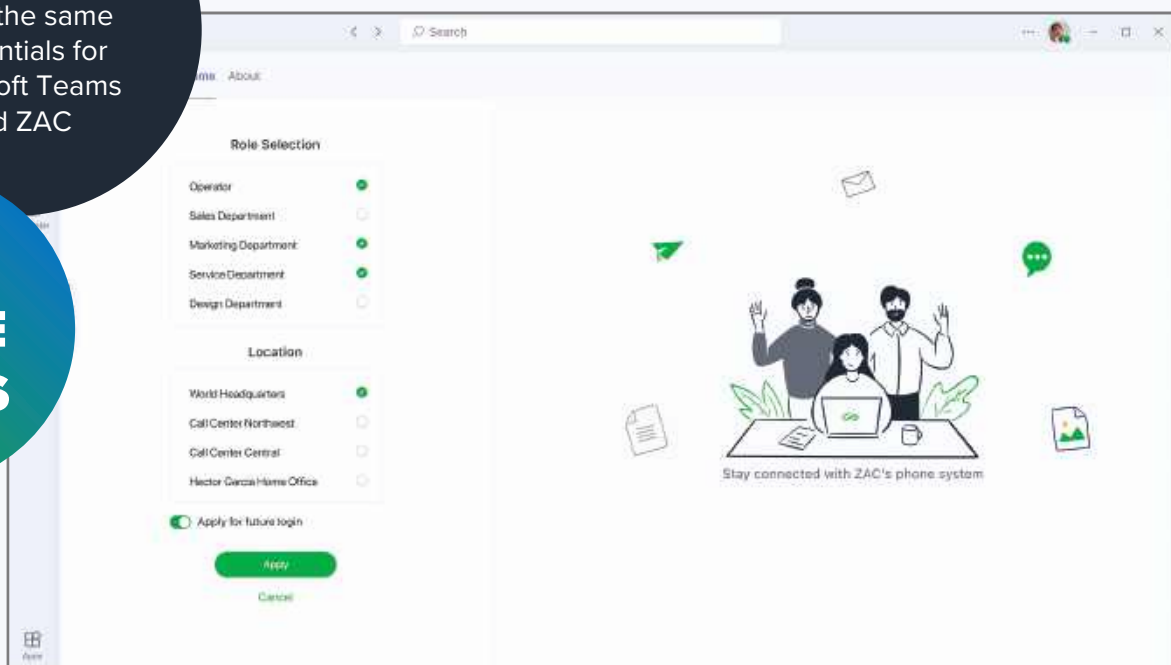 the same
ntials for
oft Teams
d ZAC
Search
ome About
Role Selection
Operator
Sales Department
Marketing Department
Service Department
Design Department
Location
World Headquarters
Call Center Northwest
Call Center Central
Hector Garcia Home Office
Apply for future login
Apply
Cancel
Stay connected with ZAC's phone system
E
S
Apps